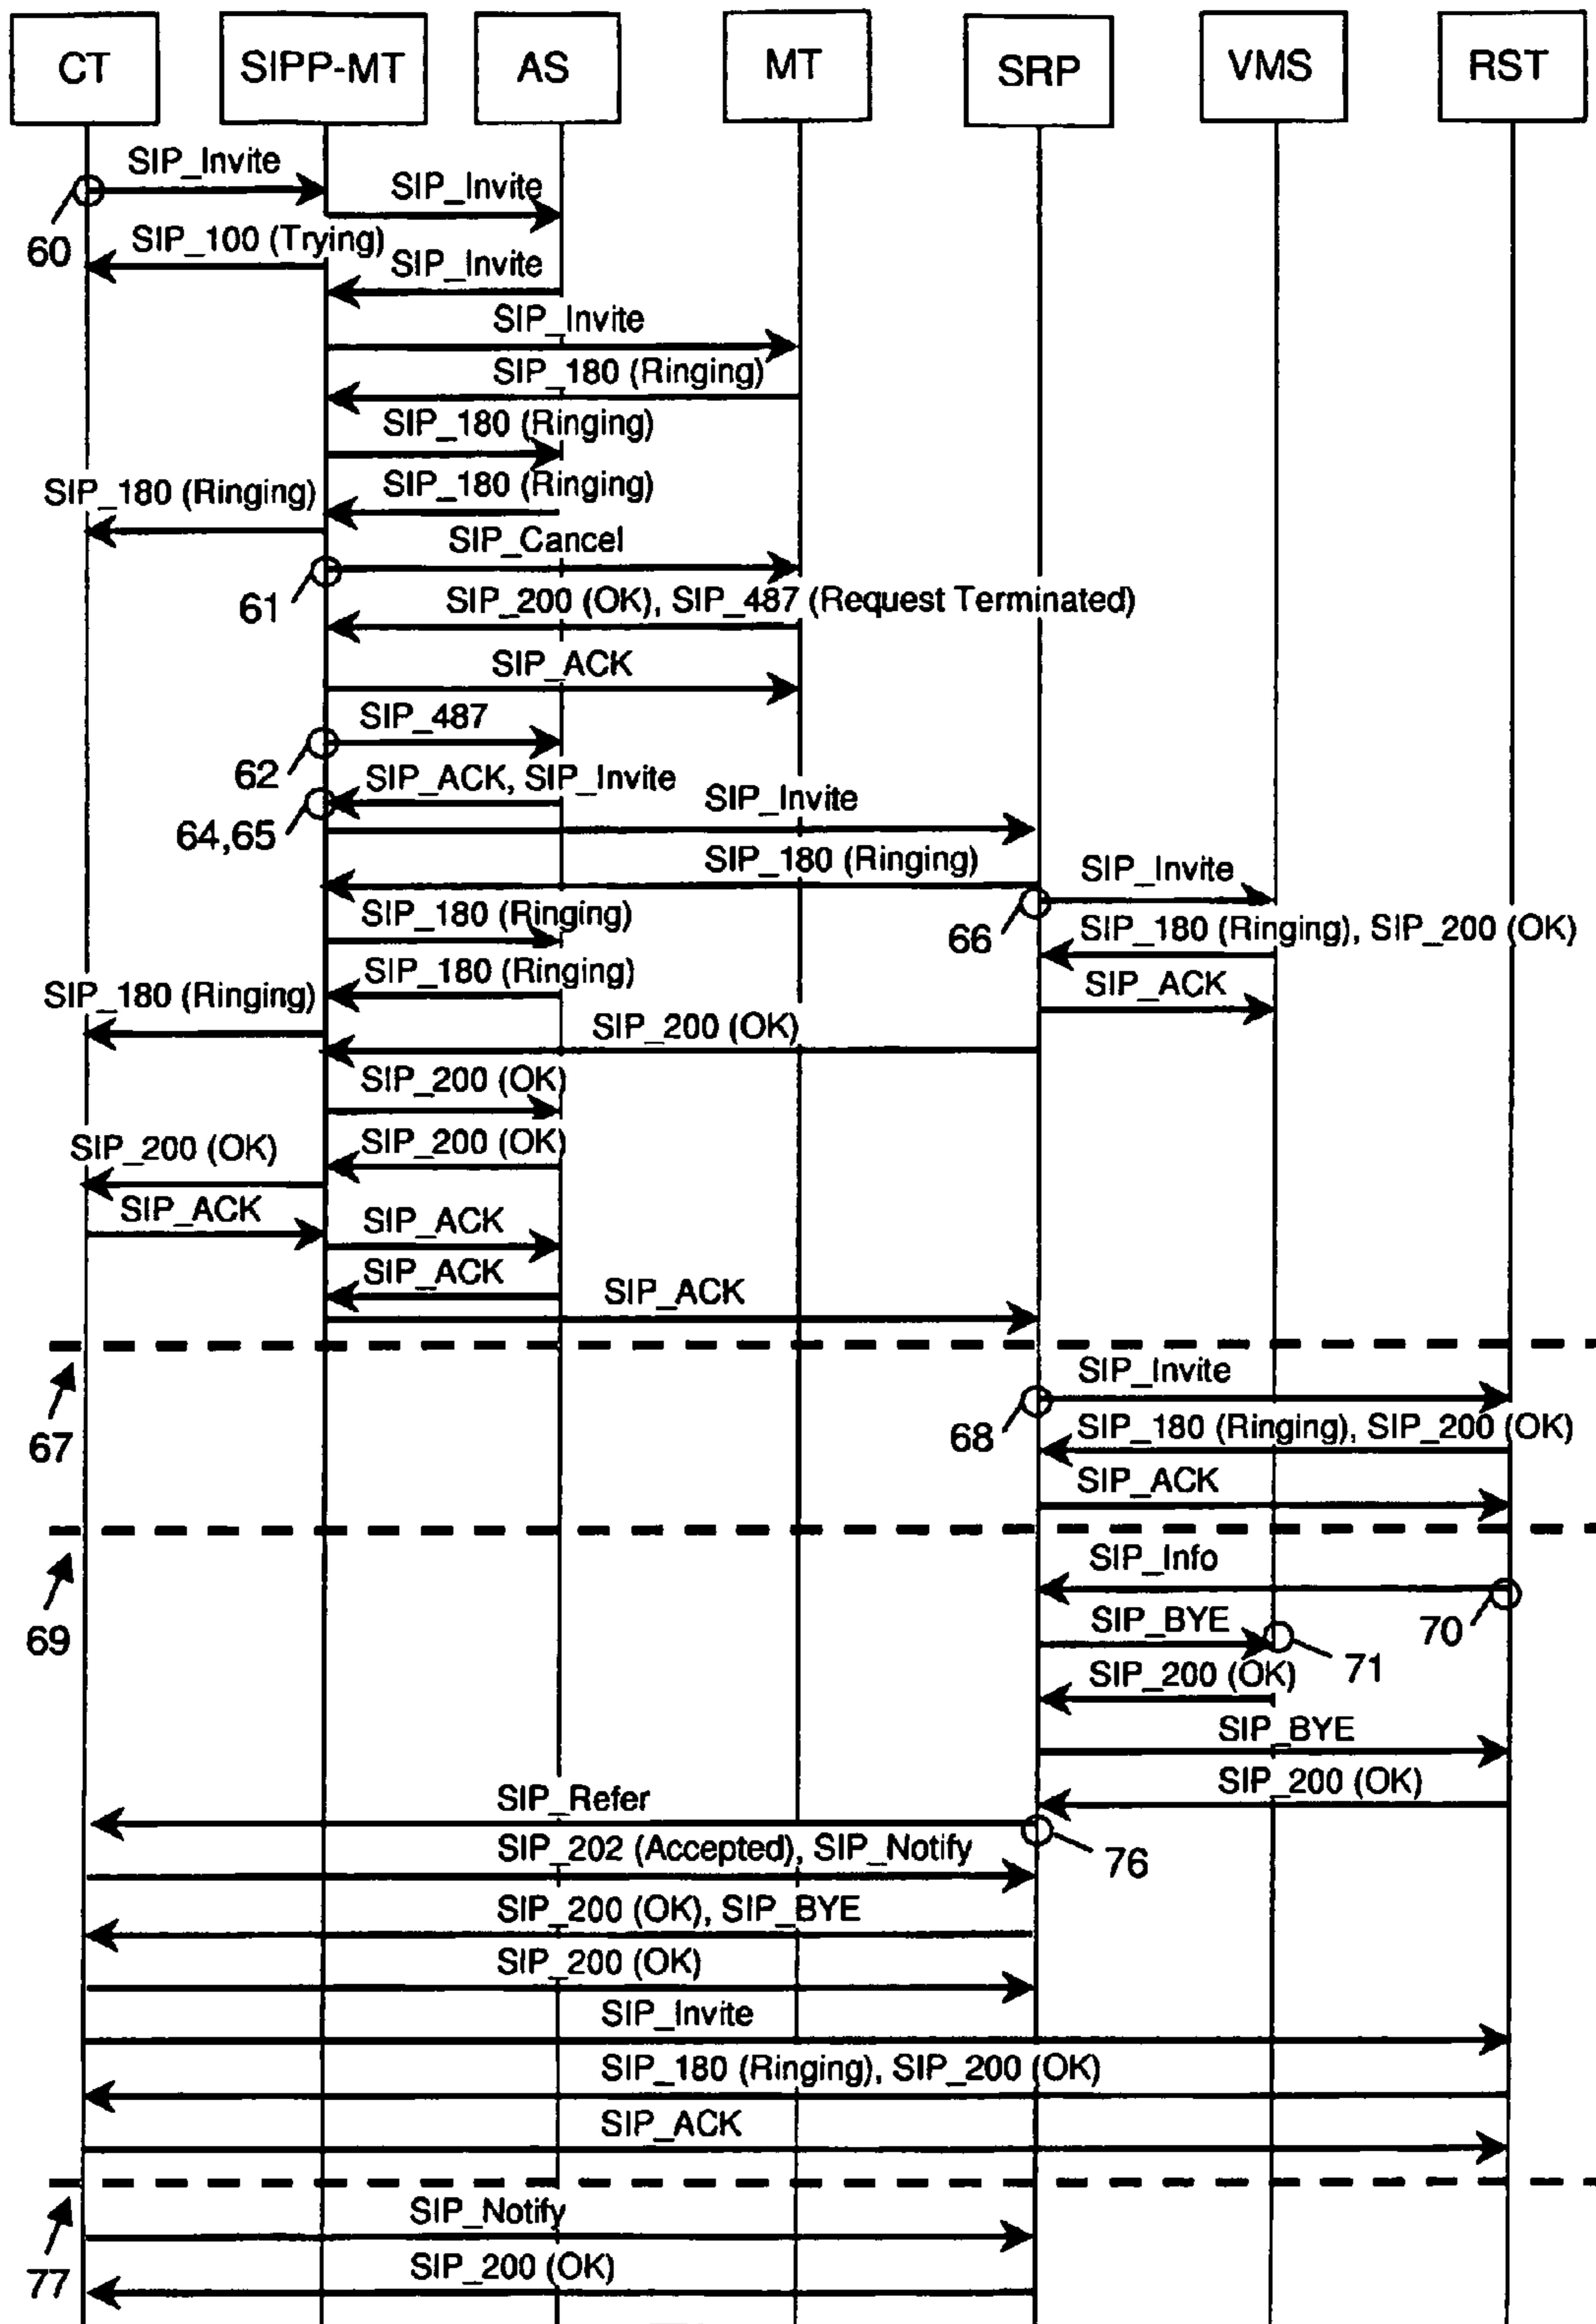 CT SIPP-MT AS MT SRP VMS RST
SIP_Invite
SIP_Invite
60
SIP_100 (Trying)
SIP_Invite
SIP_Invite
SIP_180 (Ringing)
SIP_180 (Ringing)
SIP_180 (Ringing)
SIP_180 (Ringing)
SIP_Cancel
61
SIP_200 (OK), SIP_487 (Request Terminated)
SIP_ACK
SIP_487
62
SIP_ACK, SIP_Invite
64,65
SIP_Invite
SIP_180 (Ringing)
SIP_Invite
66
SIP_180 (Ringing)
SIP_180 (Ringing), SIP_200 (OK)
SIP_180 (Ringing)
SIP_180 (Ringing)
SIP_ACK
SIP_200 (OK)
SIP_200 (OK)
SIP_200 (OK)
SIP_200 (OK)
SIP_ACK
SIP_ACK
SIP_ACK
SIP_ACK
67
SIP_Invite
68
SIP_180 (Ringing), SIP_200 (OK)
SIP_ACK
69
SIP_Info
70
SIP_BYE
71
SIP_200 (OK)
SIP_BYE
SIP_200 (OK)
SIP_Refer
76
SIP_202 (Accepted), SIP_Notify
SIP_200 (OK), SIP_BYE
SIP_200 (OK)
SIP_Invite
SIP_180 (Ringing), SIP_200 (OK)
SIP_ACK
77
SIP_Notify
SIP_200 (OK)